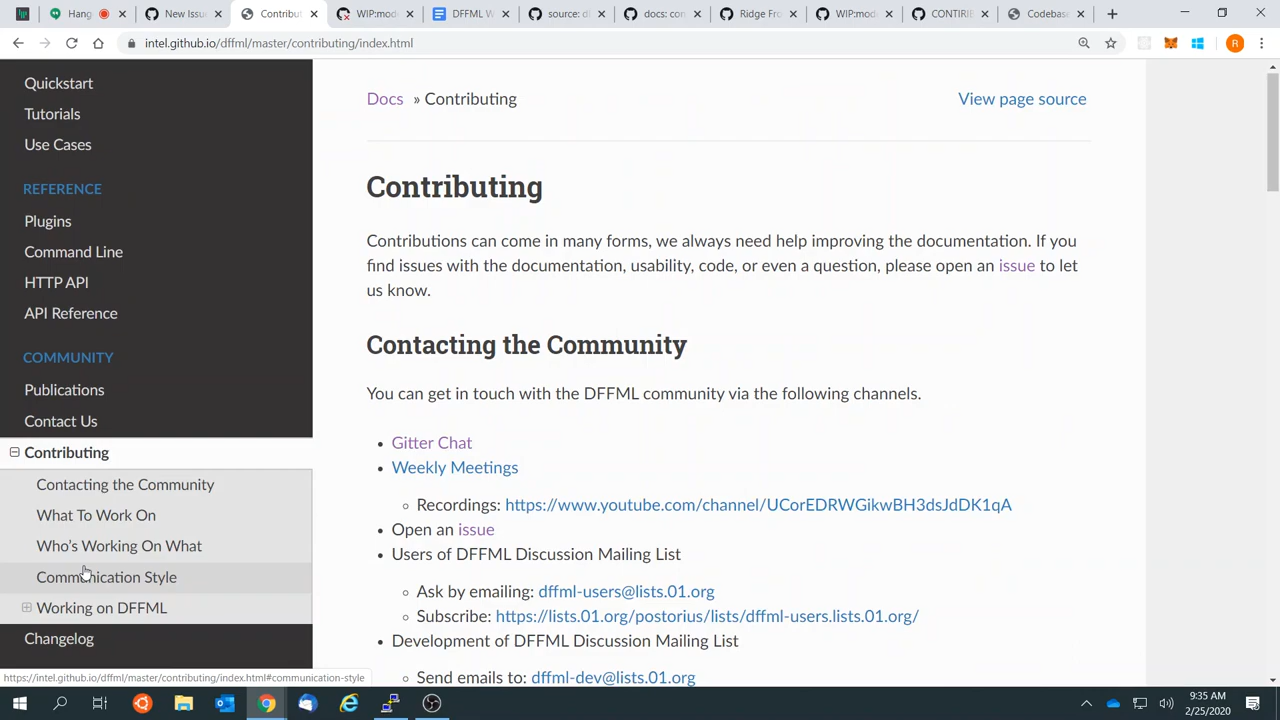 Hang
New Issue
Contribut
WIP:mod
DFFML W
source: di
docs: con
Ridge Fro
WIP:mod
CONTIRIE
Codebase
intel.github.io/dffml/master/contributing/index.html
R
Quickstart
Tutorials
Use Cases
REFERENCE
Plugins
Command Line
HTTP API
API Reference
COMMUNITY
Publications
Contact Us
Contributing
Contacting the Community
What To Work On
Who's Working On What
Communication Style
Working on DFFML
Changelog
https://intel.github.io/dffml/master/contributing/index.html#communication-style
Docs » Contributing
View page source
Contributing
Contributions can come in many forms, we always need help improving the documentation. If you
find issues with the documentation, usability, code, or even a question, please open an issue to let
us know.
Contacting the Community
You can get in touch with the DFFML community via the following channels.
• Gitter Chat
• Weekly Meetings
Recordings: https://www.youtube.com/channel/UCorEDRWGikwBH3dsJdDK1qA
• Open an issue
• Users of DFFML Discussion Mailing List
Ask by emailing: dffml-users@lists.01.org
Subscribe: https://lists.01.org/postorius/lists/dffml-users.lists.01.org/
• Development of DFFML Discussion Mailing List
Send emails to: dffml-dev@lists.01.org
9:35 AM
2/25/2020